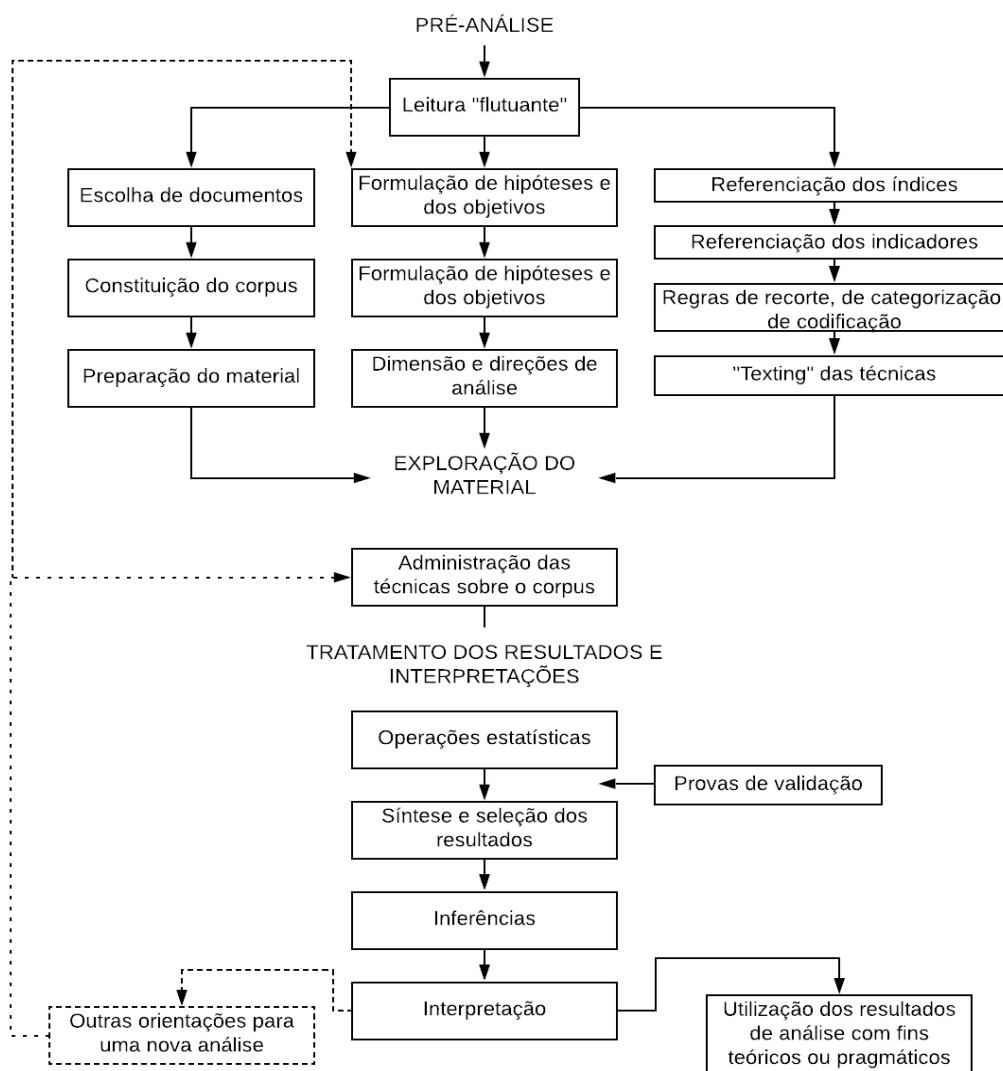 PRÉ-ANÁLISE
Leitura "flutuante"
Escolha de documentos
Constituição do corpus
Preparação do material
Formulação de hipóteses e
dos objetivos
Formulação de hipóteses e
dos objetivos
Dimensão e direções de
análise
Referenciação dos índices
Referenciação dos indicadores
Regras de recorte, de categorização,
de codificação
"Texting" das técnicas
EXPLORAÇÃO DO
MATERIAL
Administração das
técnicas sobre o corpus
TRATAMENTO DOS RESULTADOS E
INTERPRETAÇÕES
Operações estatísticas
Provas de validação
Síntese e seleção dos
resultados
Inferências
Interpretação
Outras orientações para
uma nova análise
Utilização dos resultados
de análise com fins
teóricos ou pragmáticos